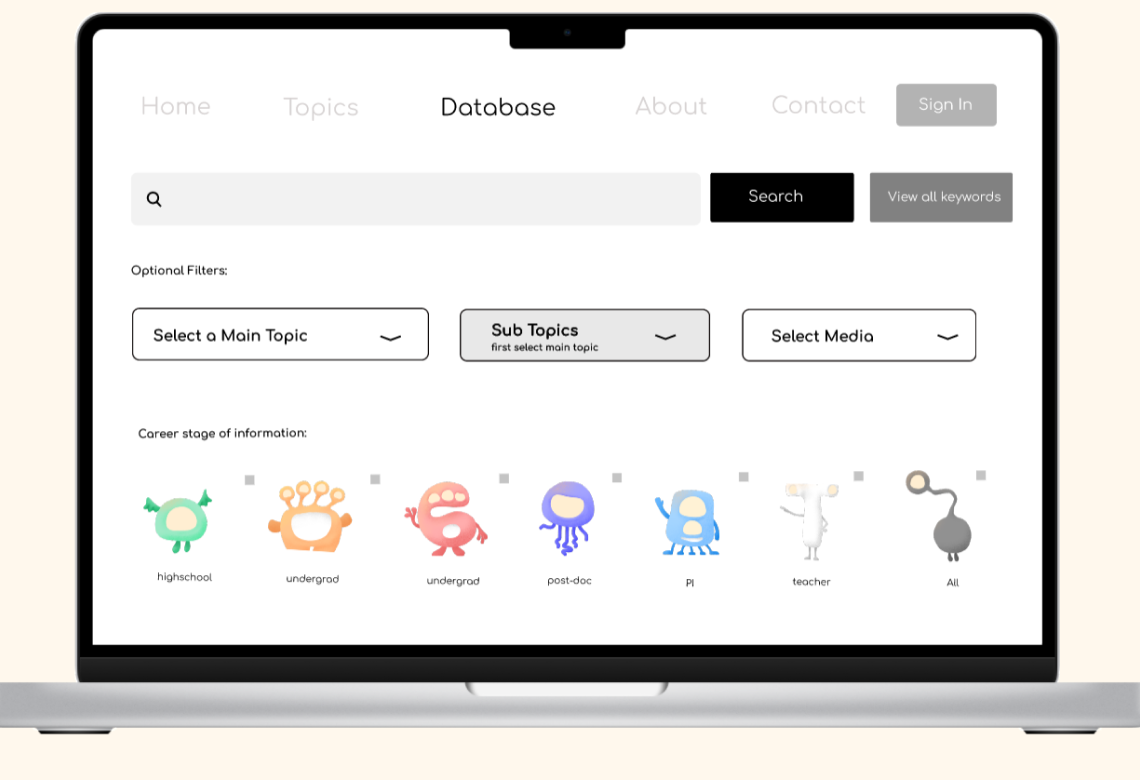 Home Topics Database About Contact Sign In
Search View all keywords
Optional Filters:
Select a Main Topic
Sub Topics
first select main topic
Select Media
Career stage of information:
highschool undergrad undergrad post-doc PI teacher All